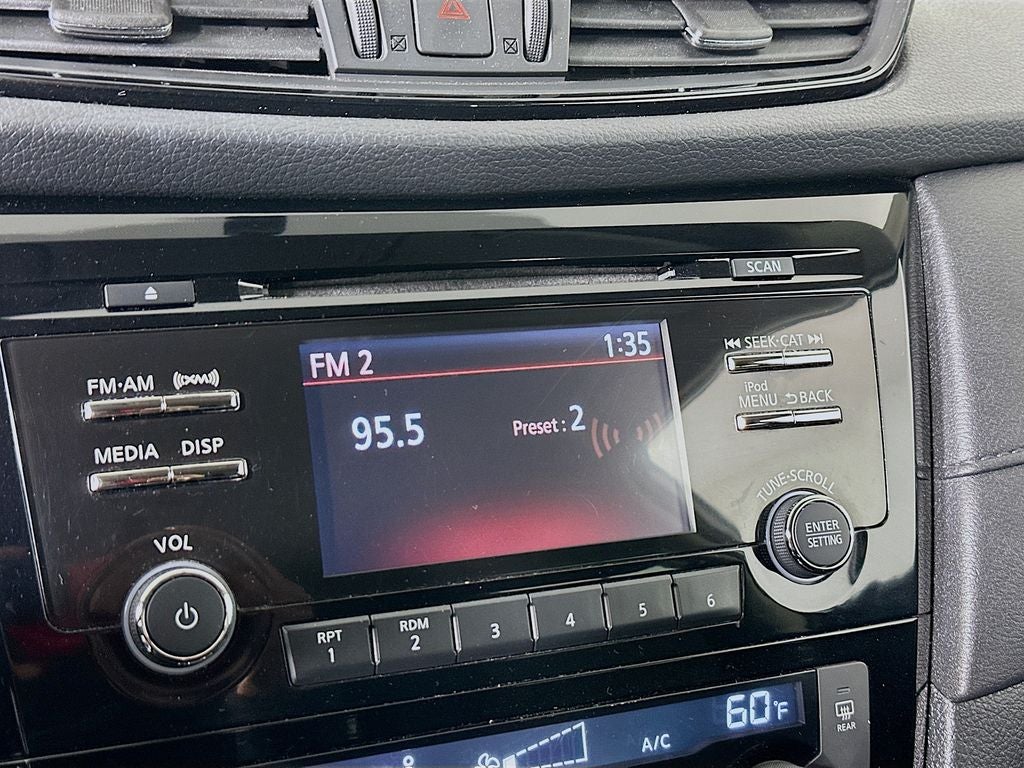 SCAN
FM 2 1:35
95.5 Preset : 2
FM·AM (((XM)))
MEDIA DISP
VOL
SEEK·CAT
iPod
MENU BACK
TUNE·SCROLL
ENTER
SETTING
RPT
1
RDM
2
3
4
5
6
60°F
A/C
REAR